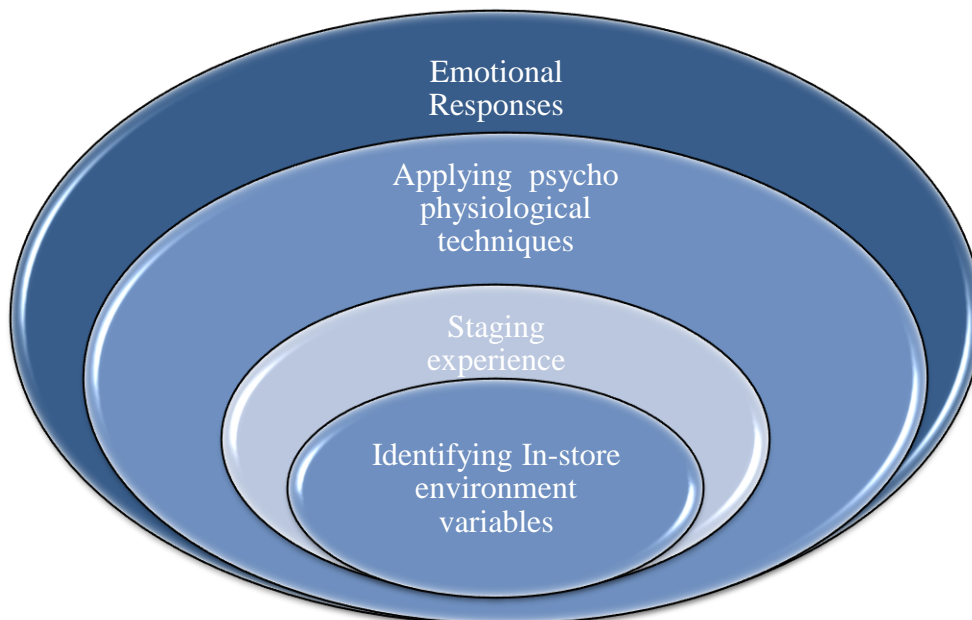 Emotional
Responses
Applying psycho
physiological
techniques
Staging
experience
Identifying In-store
environment
variables